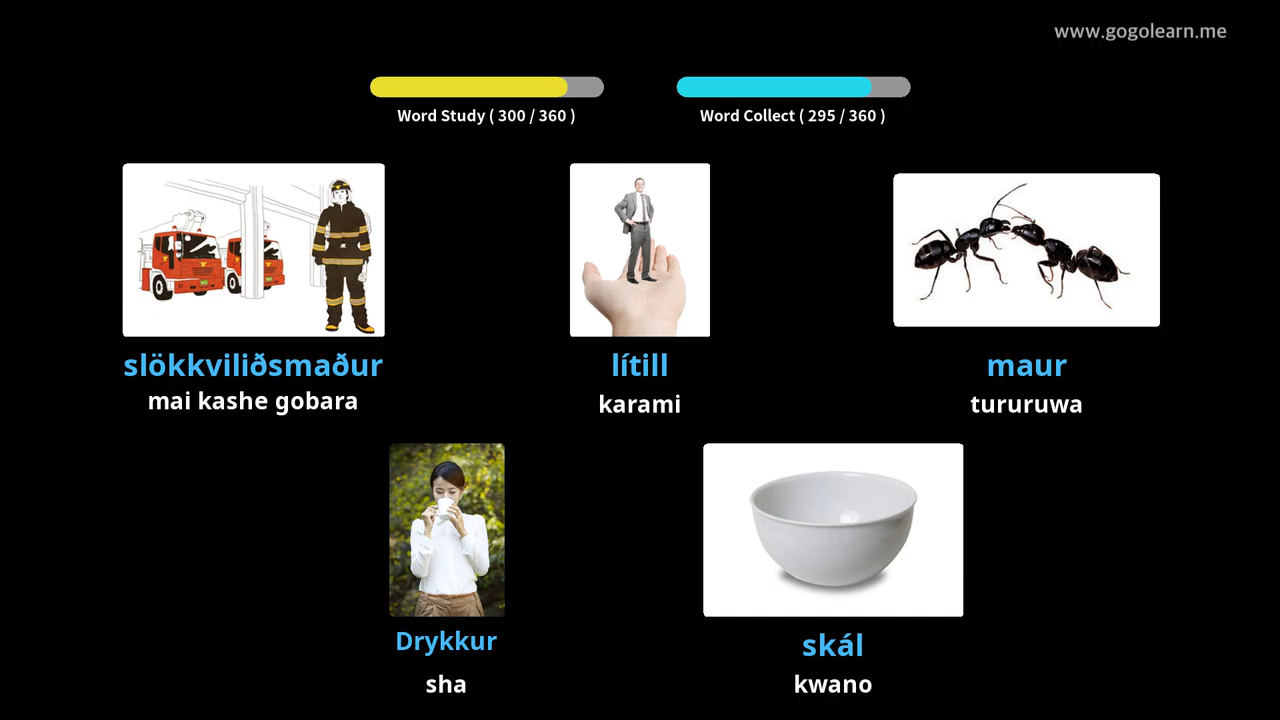 www.gogolearn.me
Word Study ( 300 / 360 )
Word Collect ( 295 / 360 )
slökkviliðsmaður
mai kashe gobara
lítill
karami
maur
tururuwa
Drykkur
sha
skál
kwano